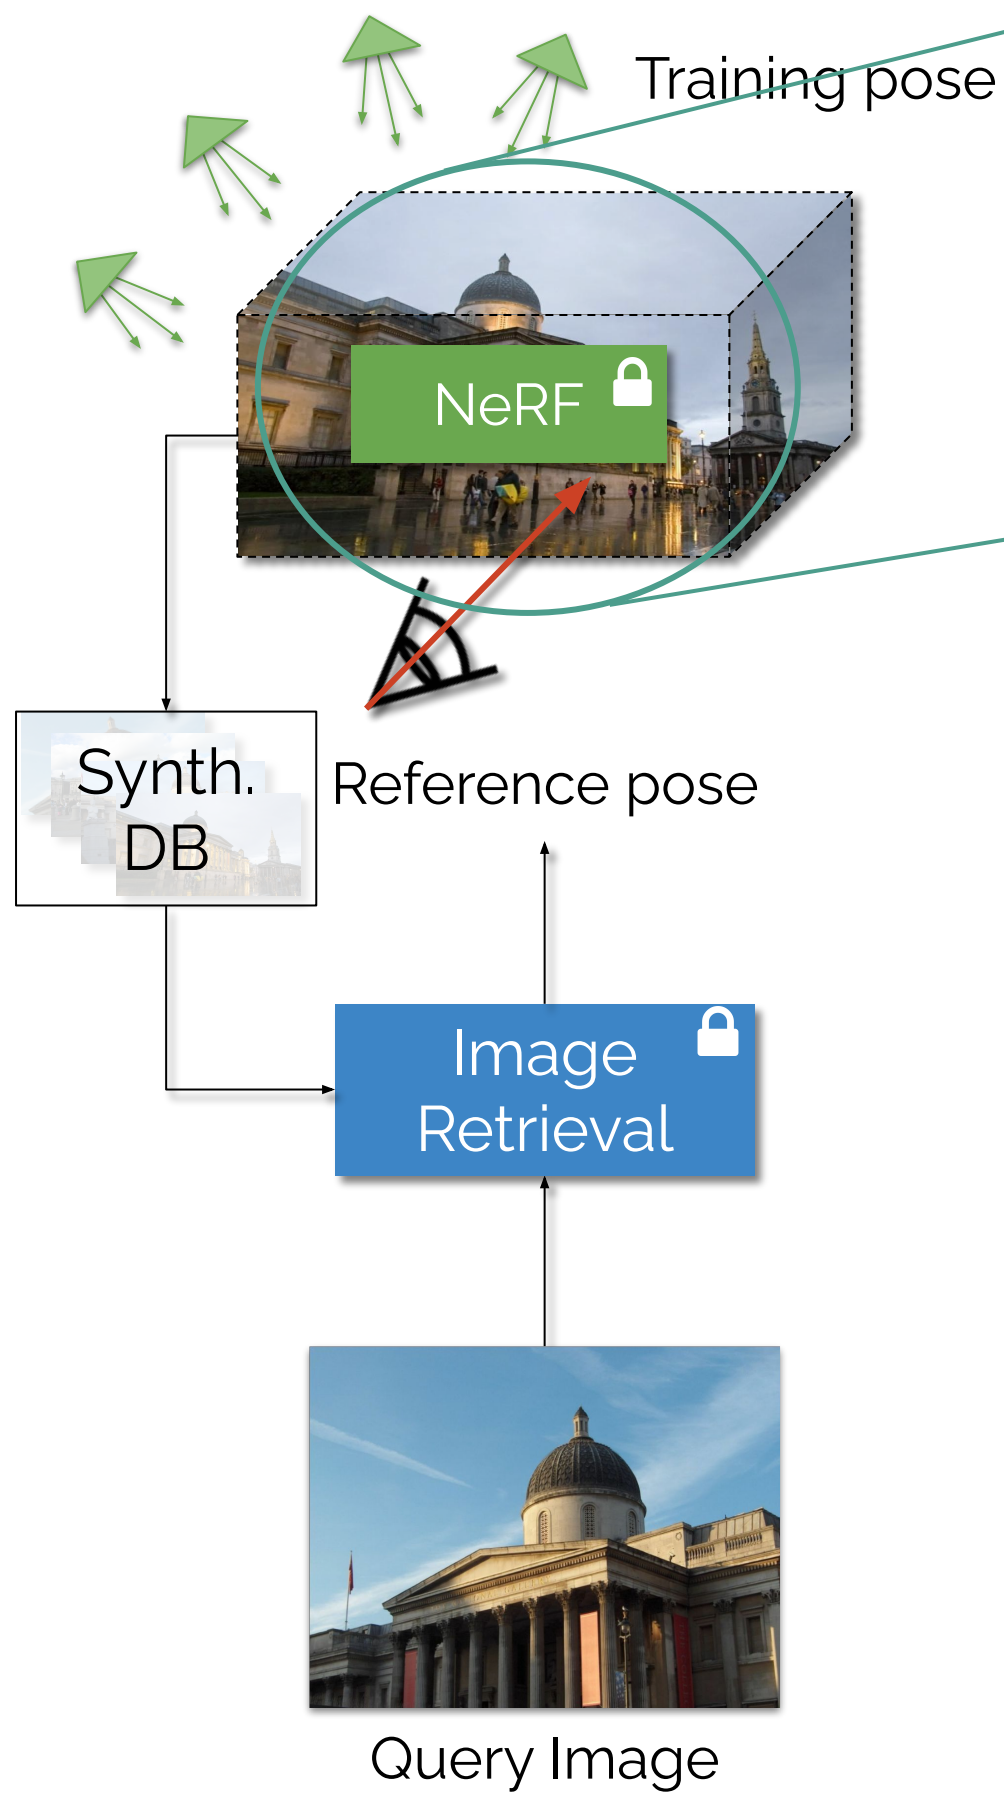 Training pose
NeRF
Synth.
DB
Reference pose
Image
Retrieval
Query Image